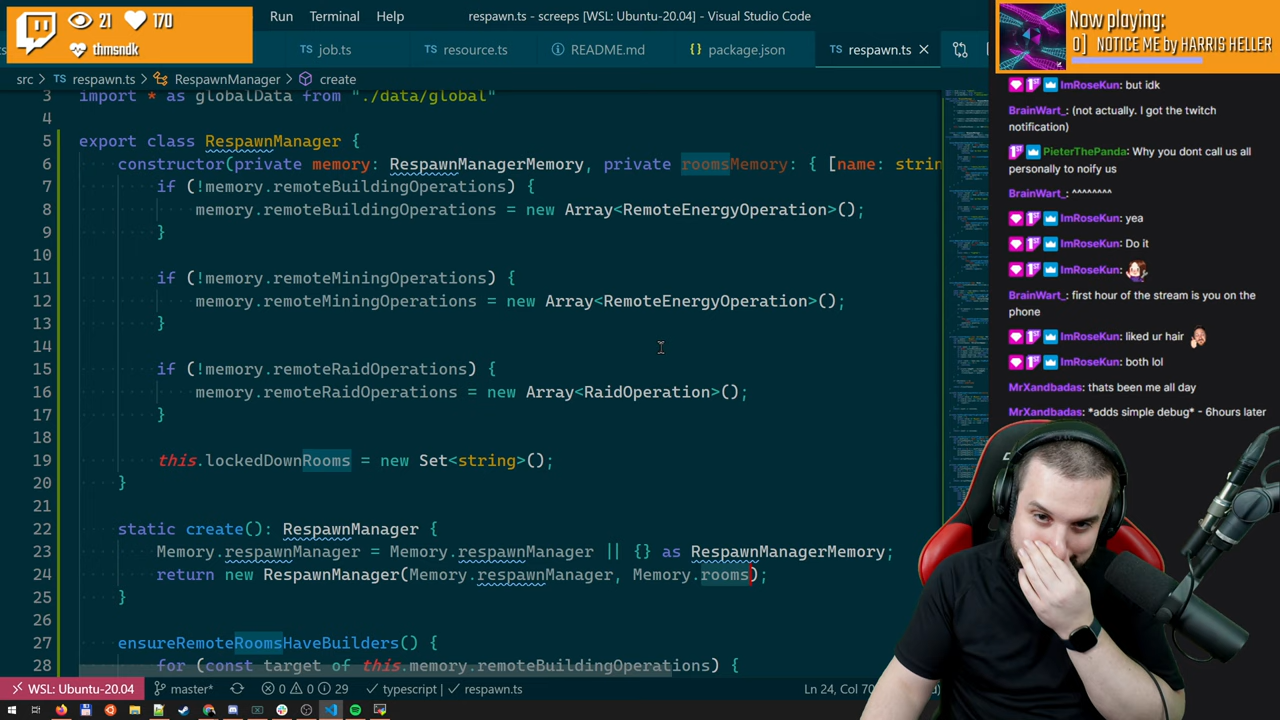 21 170
thmsndk
Run Terminal Help respawn.ts - screeps [WSL: Ubuntu-20.04] - Visual Studio Code
TS job.ts TS resource.ts README.md {} package.json TS respawn.ts
src > TS respawn.ts > RespawnManager > create
3 import * as globalData from "./data/global"
4
5 export class RespawnManager {
6 constructor(private memory: RespawnManagerMemory, private roomsMemory: { [name: strin
7 if (!memory.remoteBuildingOperations) {
8 memory.remoteBuildingOperations = new Array<RemoteEnergyOperation>();
9 }
10
11 if (!memory.remoteMiningOperations) {
12 memory.remoteMiningOperations = new Array<RemoteEnergyOperation>();
13 }
14
15 if (!memory.remoteRaidOperations) {
16 memory.remoteRaidOperations = new Array<RaidOperation>();
17 }
18
19 this.lockedDownRooms = new Set<string>();
20 }
21
22 static create(): RespawnManager {
23 Memory.respawnManager = Memory.respawnManager || {} as RespawnManagerMemory;
24 return new RespawnManager(Memory.respawnManager, Memory.rooms);
25 }
26
27 ensureRemoteRoomsHaveBuilders() {
28 for (const target of this.memory.remoteBuildingOperations) {
WSL: Ubuntu-20.04 master* 0 0 29 typescript | respawn.ts Ln 24, Col 70
Now playing:
NOTICE ME by HARRIS HELLER
ImRoseKun: but idk
BrainWart_: (not actually. I got the twitch
notification)
PieterThePanda: Why you dont call us all
personally to noify us
BrainWart_: ^^^^^^^^
ImRoseKun: yea
ImRoseKun: Do it
ImRoseKun:
BrainWart_: first hour of the stream is you on the
phone
ImRoseKun: liked ur hair
ImRoseKun: both lol
MrXandbadas: thats been me all day
MrXandbadas: *adds simple debug* - 6hours later